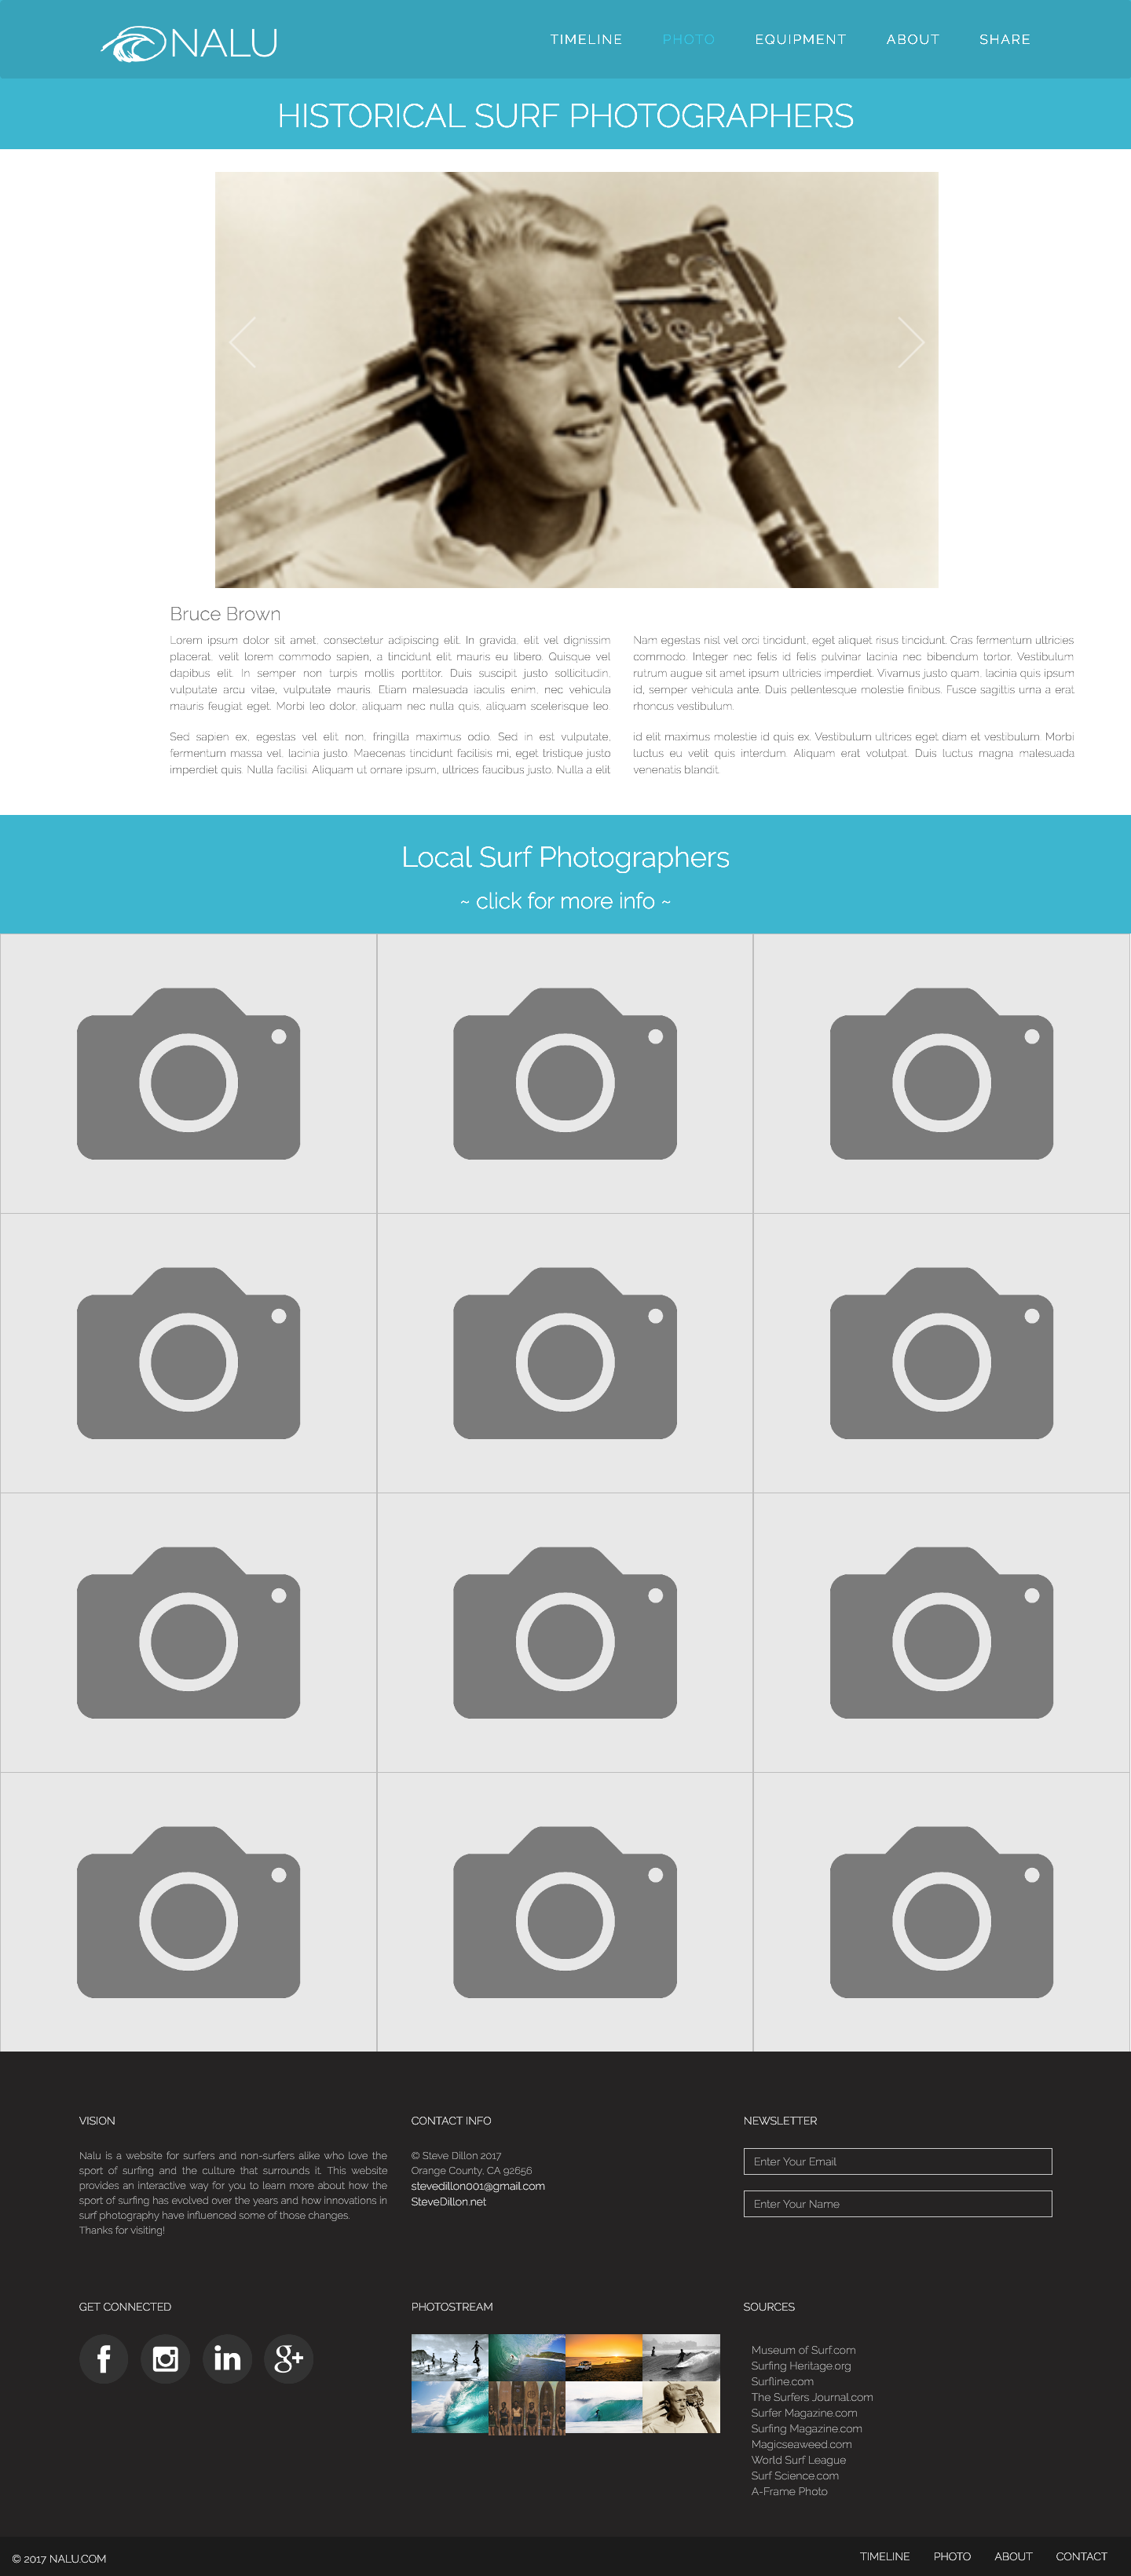 NALU
TIMELINE PHOTO EQUIPMENT ABOUT SHARE
HISTORICAL SURF PHOTOGRAPHERS
Bruce Brown
Lorem ipsum dolor sit amet, consectetur adipiscing elit. In gravida, elit vel dignissim
placerat, velit lorem commodo sapien, a tincidunt elit mauris eu libero. Quisque vel
dapibus elit. In semper non turpis mollis porttitor. Duis suscipit justo sollicitudin,
vulputate arcu vitae, vulputate mauris. Etiam malesuada iaculis enim, nec vehicula
mauris feugiat eget. Morbi leo dolor, aliquam nec nulla quis, aliquam scelerisque leo.
Sed sapien ex, egestas vel elit non, fringilla maximus odio. Sed in est vulputate,
fermentum massa vel, lacinia justo. Maecenas tincidunt facilisis mi, eget tristique justo
imperdiet quis. Nulla facilisi. Aliquam ut ornare ipsum, ultrices faucibus justo. Nulla a elit
Nam egestas nisl vel orci tincidunt, eget aliquet risus tincidunt. Cras fermentum ultricies
commodo. Integer nec felis id felis pulvinar lacinia nec bibendum tortor. Vestibulum
rutrum augue sit amet ipsum ultricies imperdiet. Vivamus justo quam, lacinia quis ipsum
id, semper vehicula ante. Duis pellentesque molestie finibus. Fusce sagittis urna a erat
rhoncus vestibulum.
id elit maximus molestie id quis ex. Vestibulum ultrices eget diam et vestibulum. Morbi
luctus eu velit quis interdum. Aliquam erat volutpat. Duis luctus magna malesuada
venenatis blandit.
Local Surf Photographers
~ click for more info ~
VISION
Nalu is a website for surfers and non-surfers alike who love the
sport of surfing and the culture that surrounds it. This website
provides an interactive way for you to learn more about how the
sport of surfing has evolved over the years and how innovations in
surf photography have influenced some of those changes.
Thanks for visiting!
CONTACT INFO
© Steve Dillon 2017
Orange County, CA 92656
stevedillon001@gmail.com
SteveDillon.net
NEWSLETTER
Enter Your Email
Enter Your Name
GET CONNECTED
f in g+
PHOTOSTREAM
SOURCES
Museum of Surf.com
Surfing Heritage.org
Surfline.com
The Surfers Journal.com
Surfer Magazine.com
Surfing Magazine.com
Magicseaweed.com
World Surf League
Surf Science.com
A-Frame Photo
© 2017 NALU.COM
TIMELINE PHOTO ABOUT CONTACT